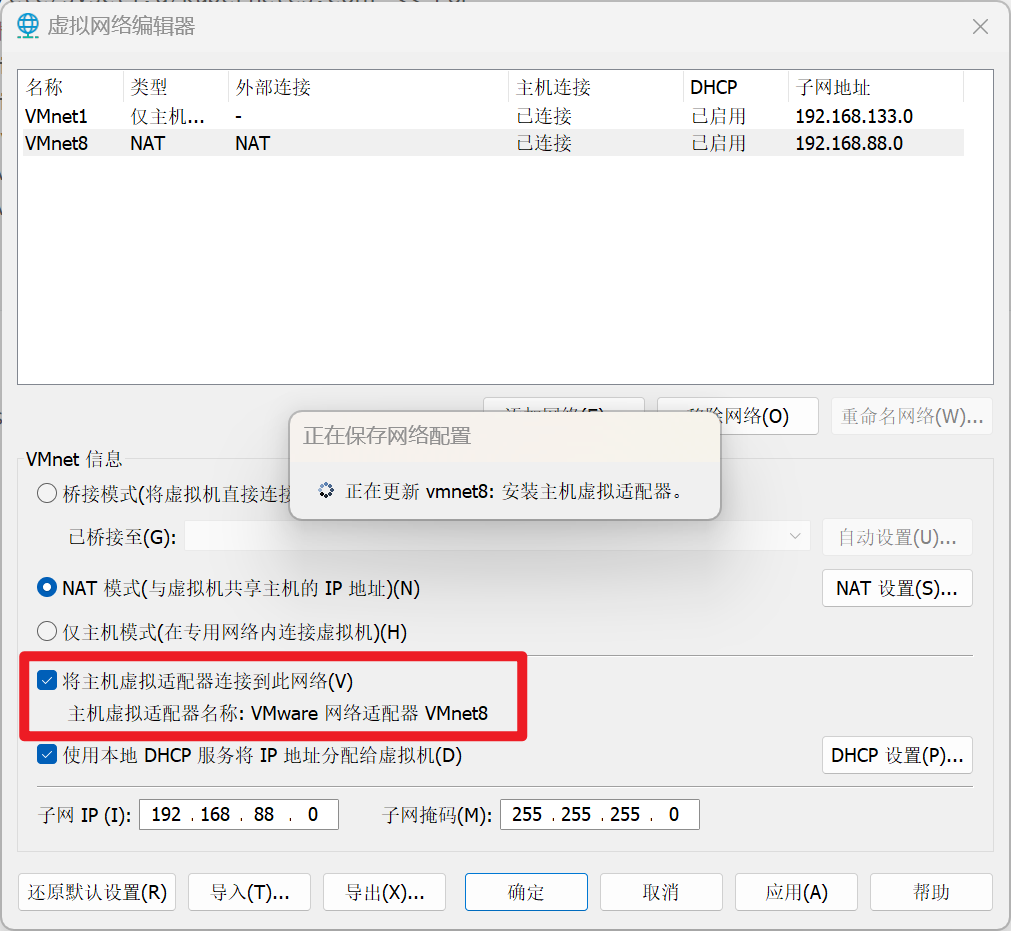 虚拟网络编辑器
名称 类型 外部连接 主机连接 DHCP 子网地址
VMnet1 仅主机... - 已连接 已启用 192.168.133.0
VMnet8 NAT NAT 已连接 已启用 192.168.88.0
网络(O) 重命名网络(W)...
正在保存网络配置
正在更新 vmnet8: 安装主机虚拟适配器。
VMnet 信息
桥接模式(将虚拟机直接连接
已桥接至(G): 自动设置(U)...
NAT 模式(与虚拟机共享主机的 IP 地址)(N) NAT 设置(S)...
仅主机模式(在专用网络内连接虚拟机)(H)
将主机虚拟适配器连接到此网络(V)
主机虚拟适配器名称: VMware 网络适配器 VMnet8
使用本地 DHCP 服务将 IP 地址分配给虚拟机(D) DHCP 设置(P)...
子网 IP (I): 192 . 168 . 88 . 0 子网掩码(M): 255 . 255 . 255 . 0
还原默认设置(R) 导入(T)... 导出(X)... 确定 取消 应用(A) 帮助